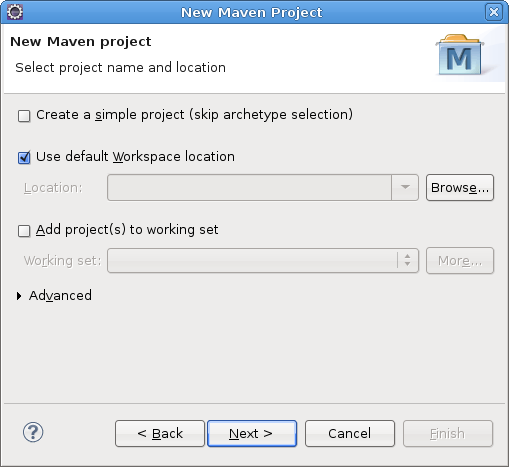 New Maven Project
New Maven project
Select project name and location
M
Create a simple project (skip archetype selection)
Use default Workspace location
Location:
Browse...
Add project(s) to working set
Working set:
More...
Advanced
?
< Back
Next >
Cancel
Finish